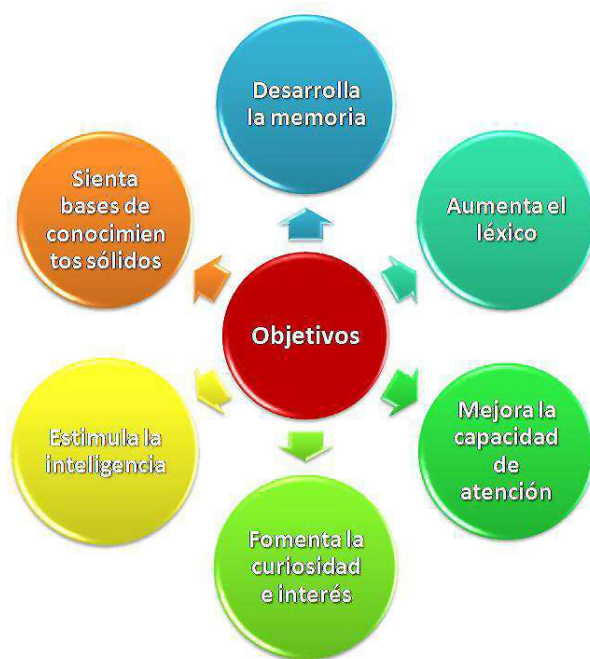 Desarrolla
la memoria
Aumenta el
léxico
Mejora la
capacidad
de
atención
Fomenta la
curiosidad
e interés
Estimula la
inteligencia
Sienta
bases de
conocimien
tos sólidos
Objetivos